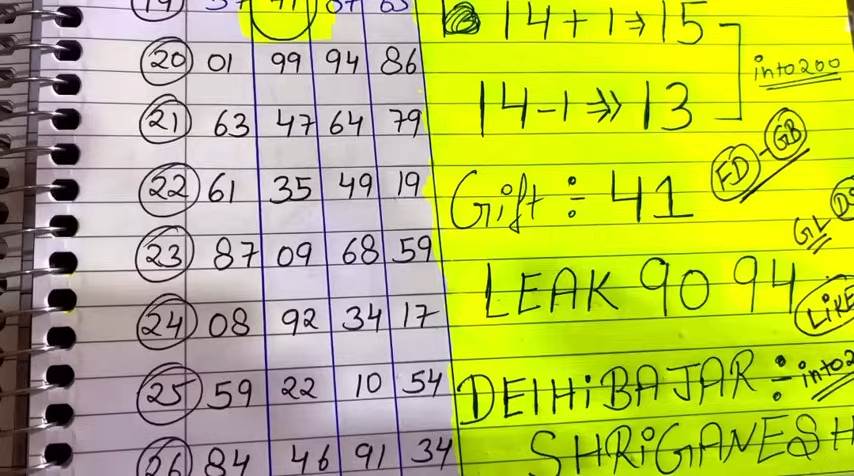 20 01 99 94 86
21 63 47 64 79
22 61 35 49 19
23 87 09 68 59
24 08 92 34 17
25 59 22 10 54
26 84 46 91 34
14+1⇒15
into200
14-1⇒13
FD-GB
Gift ÷ 41
GL
LEAK 90 94
LiKE
DElHiBAJAR ÷
SHRiGANESH